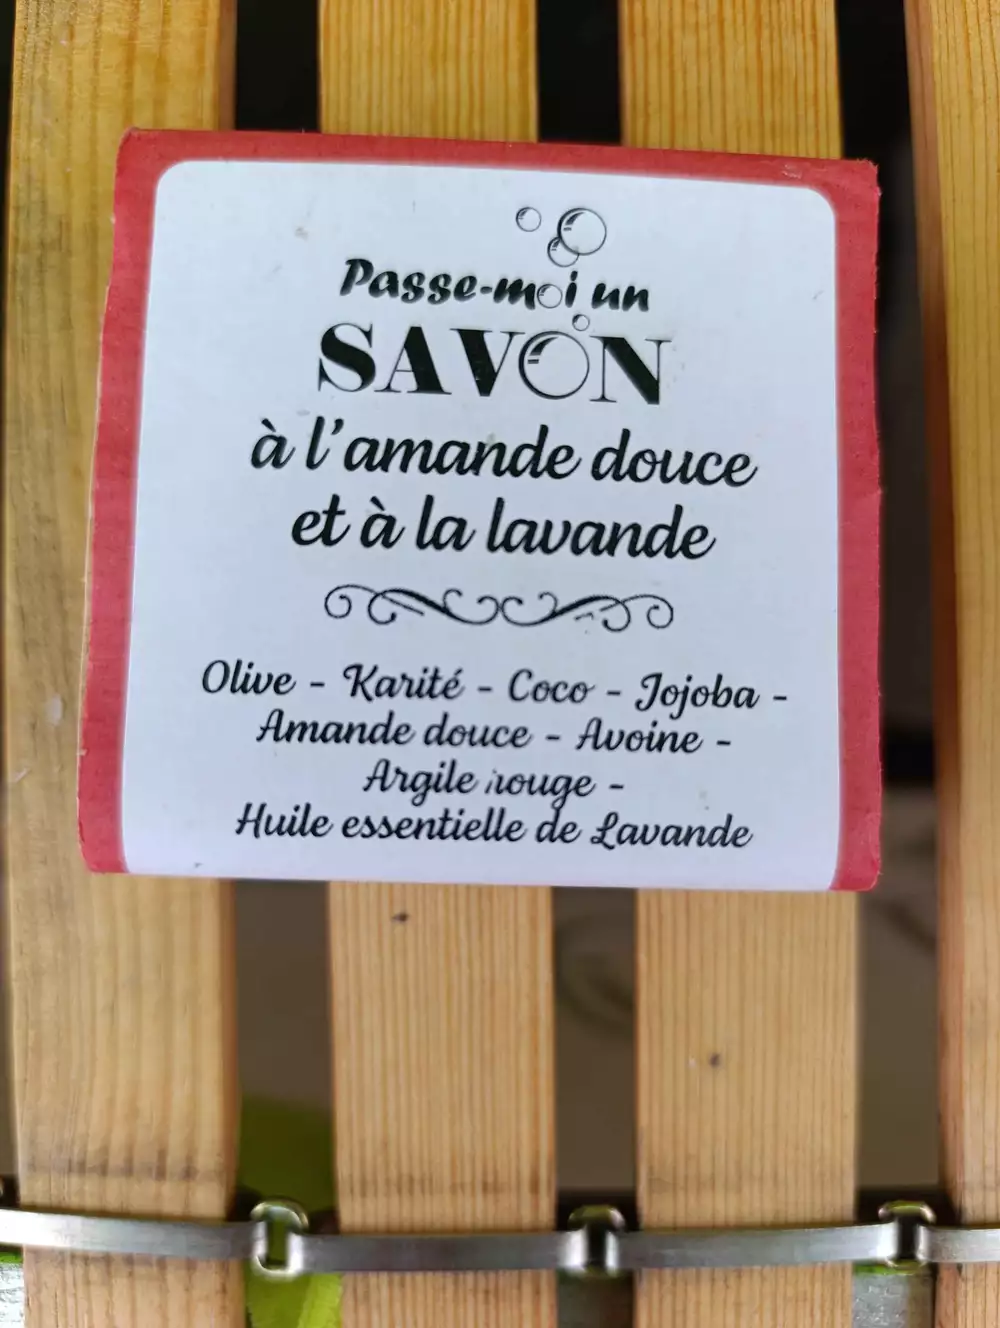 Passe-moi un
SAVON
à l'amande douce
et à la lavande
Olive - Karité - Coco - Jojoba -
Amande douce - Avoine -
Argile rouge -
Huile essentielle de Lavande